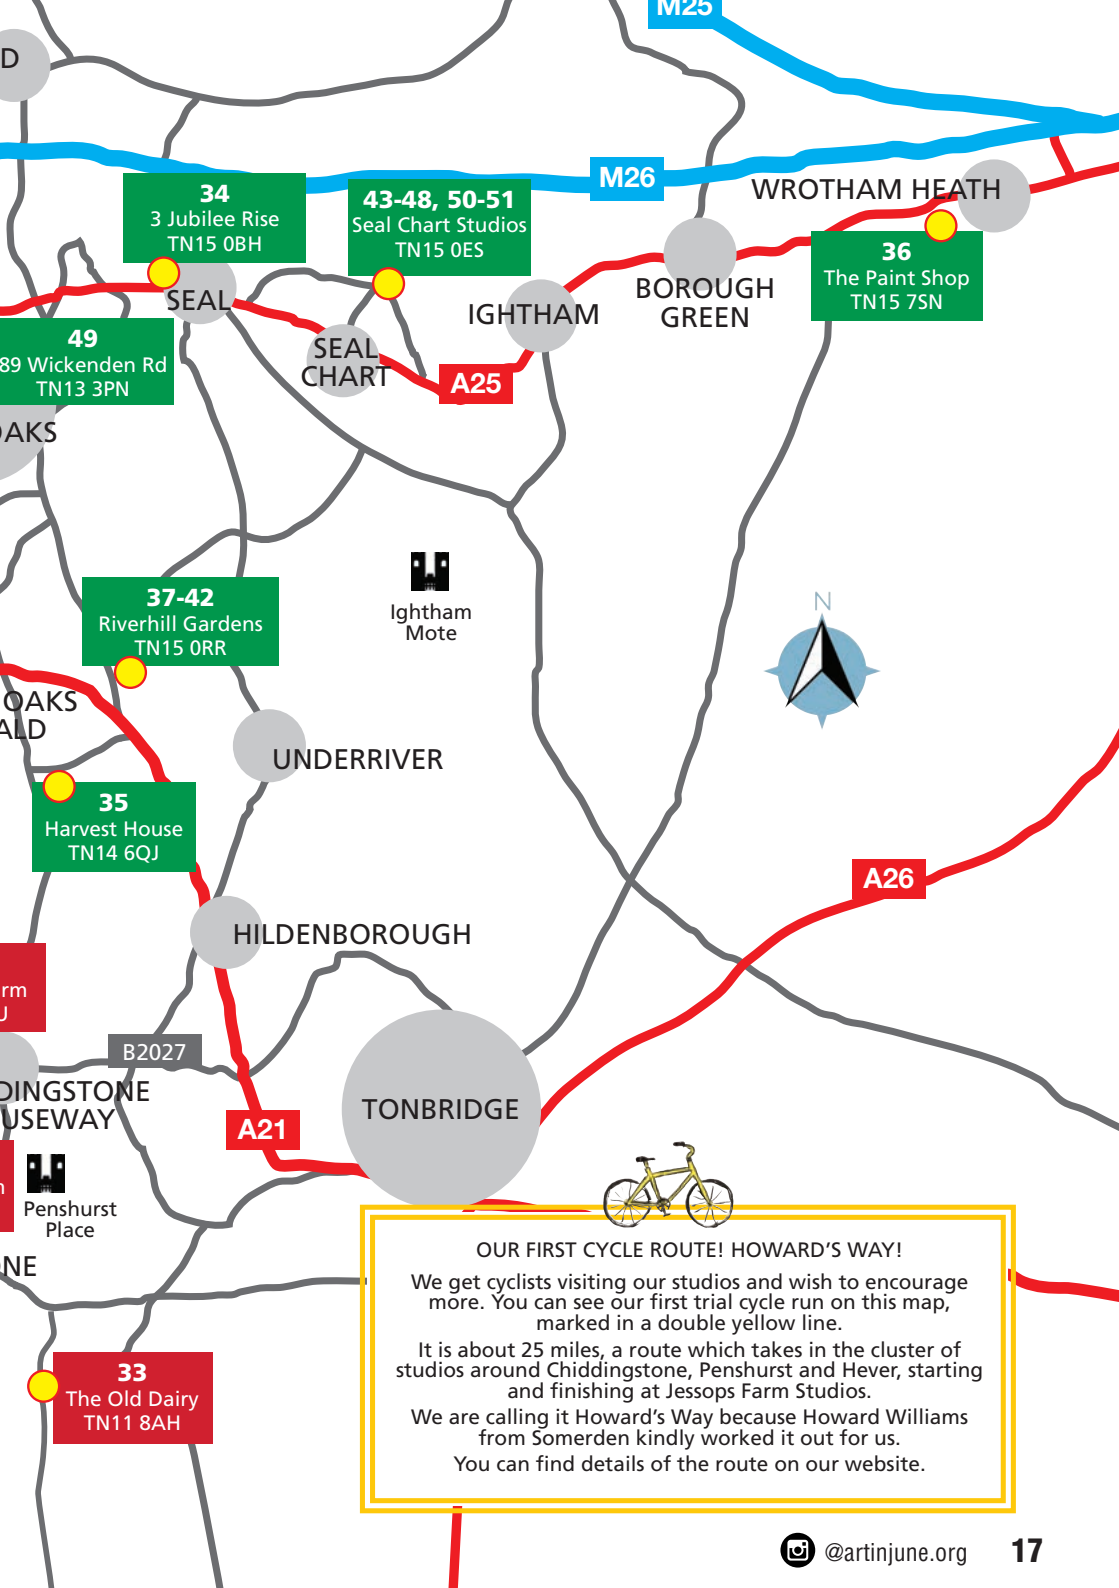 M25
D
M26
WROTHAM HEATH
34
3 Jubilee Rise
TN15 0BH
43-48, 50-51
Seal Chart Studios
TN15 0ES
36
The Paint Shop
TN15 7SN
SEAL
IGHTHAM
BOROUGH
GREEN
49
89 Wickenden Rd
TN13 3PN
SEAL
CHART
A25
OAKS
N
Ightham
Mote
37-42
Riverhill Gardens
TN15 0RR
OAKS
ALD
UNDERRIVER
35
Harvest House
TN14 6QJ
A26
HILDENBOROUGH
rm
J
B2027
DINGSTONE
USEWAY
TONBRIDGE
A21
n
Penshurst
Place
NE
OUR FIRST CYCLE ROUTE! HOWARD'S WAY!
We get cyclists visiting our studios and wish to encourage
more. You can see our first trial cycle run on this map,
marked in a double yellow line.
It is about 25 miles, a route which takes in the cluster of
studios around Chiddingstone, Penshurst and Hever, starting
and finishing at Jessops Farm Studios.
We are calling it Howard's Way because Howard Williams
from Somerden kindly worked it out for us.
You can find details of the route on our website.
33
The Old Dairy
TN11 8AH
@artinjune.org 17